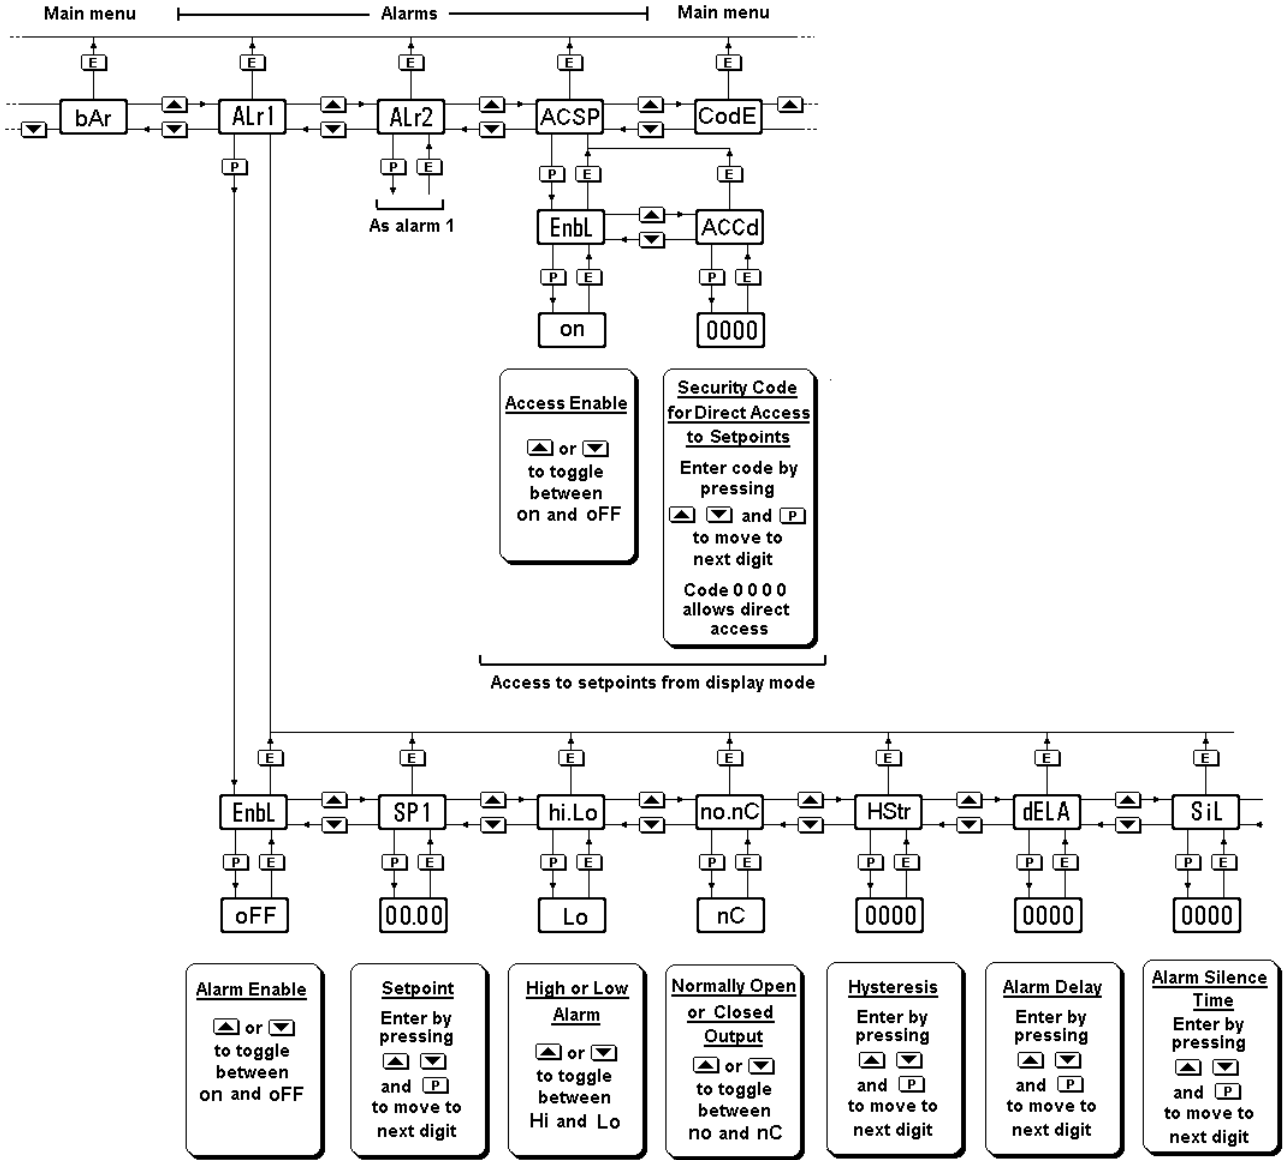 Main menu Alarms Main menu
E E E E E
bAr ALr1 ALr2 ACSP CodE
P P E P E E
As alarm 1
EnbL ACCd
P E P E
on 0000
Access Enable
or
to toggle
between
on and oFF
Security Code
for Direct Access
to Setpoints
Enter code by
pressing
and P
to move to
next digit
Code 0 0 0 0
allows direct
access
Access to setpoints from display mode
E E E E E E E
EnbL SP1 hi.Lo no.nC HStr dELA SiL
P E P E P E P E P E P E P E
oFF 00.00 Lo nC 0000 0000 0000
Alarm Enable
or
to toggle
between
on and oFF
Setpoint
Enter by
pressing
and P
to move to
next digit
High or Low
Alarm
or
to toggle
between
Hi and Lo
Normally Open
or Closed
Output
or
to toggle
between
no and nC
Hysteresis
Enter by
pressing
and P
to move to
next digit
Alarm Delay
Enter by
pressing
and P
to move to
next digit
Alarm Silence
Time
Enter by
pressing
and P
to move to
next digit